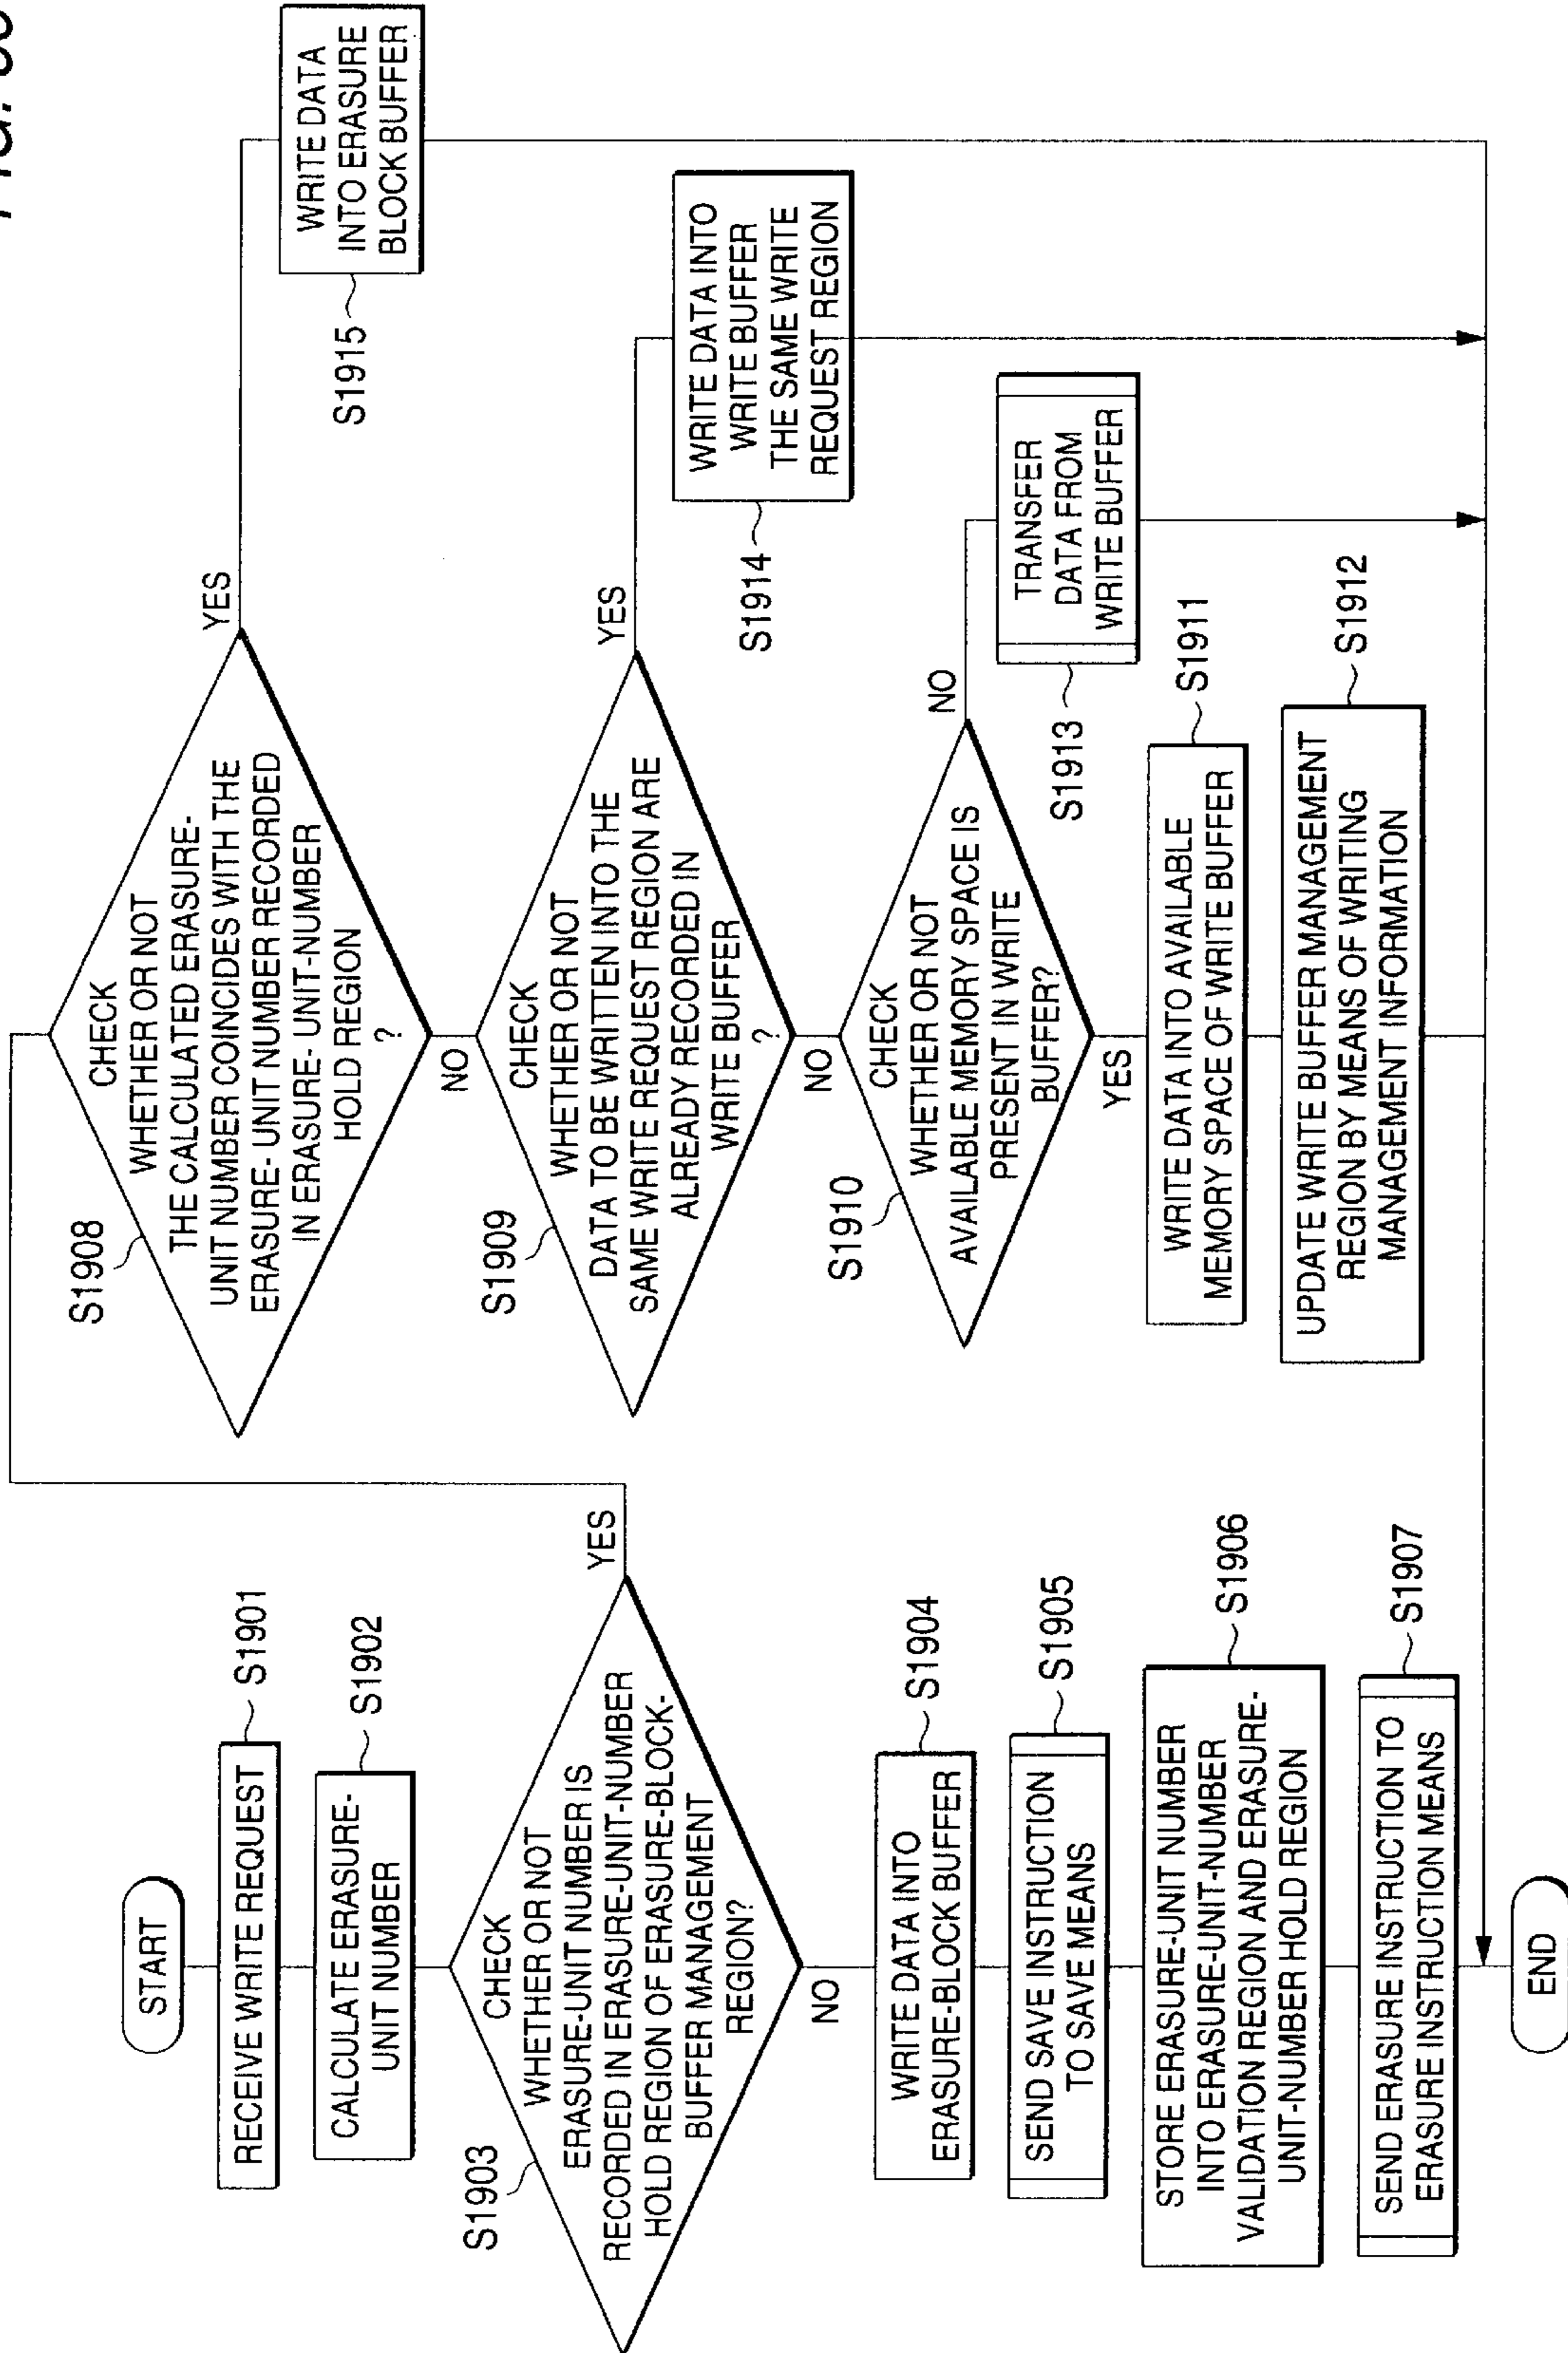 START
RECEIVE WRITE REQUEST
S1901
CALCULATE ERASURE-
UNIT NUMBER
S1902
S1903
CHECK
WHETHER OR NOT
ERASURE-UNIT NUMBER IS
RECORDED IN ERASURE-UNIT-NUMBER
HOLD REGION OF ERASURE-BLOCK-
BUFFER MANAGEMENT
REGION?
YES
NO
WRITE DATA INTO
ERASURE-BLOCK BUFFER
S1904
SEND SAVE INSTRUCTION
TO SAVE MEANS
S1905
STORE ERASURE-UNIT NUMBER
INTO ERASURE-UNIT-NUMBER
VALIDATION REGION AND ERASURE-
UNIT-NUMBER HOLD REGION
S1906
SEND ERASURE INSTRUCTION TO
ERASURE INSTRUCTION MEANS
S1907
END
S1908
CHECK
WHETHER OR NOT
THE CALCULATED ERASURE-
UNIT NUMBER COINCIDES WITH THE
ERASURE- UNIT NUMBER RECORDED
IN ERASURE- UNIT-NUMBER
HOLD REGION
?
YES
NO
S1915
WRITE DATA
INTO ERASURE
BLOCK BUFFER
S1909
CHECK
WHETHER OR NOT
DATA TO BE WRITTEN INTO THE
SAME WRITE REQUEST REGION ARE
ALREADY RECORDED IN
WRITE BUFFER
?
YES
NO
S1914
WRITE DATA INTO
WRITE BUFFER
THE SAME WRITE
REQUEST REGION
S1910
CHECK
WHETHER OR NOT
AVAILABLE MEMORY SPACE IS
PRESENT IN WRITE
BUFFER?
NO
YES
S1913
TRANSFER
DATA FROM
WRITE BUFFER
WRITE DATA INTO AVAILABLE
MEMORY SPACE OF WRITE BUFFER
S1911
UPDATE WRITE BUFFER MANAGEMENT
REGION BY MEANS OF WRITING
MANAGEMENT INFORMATION
S1912